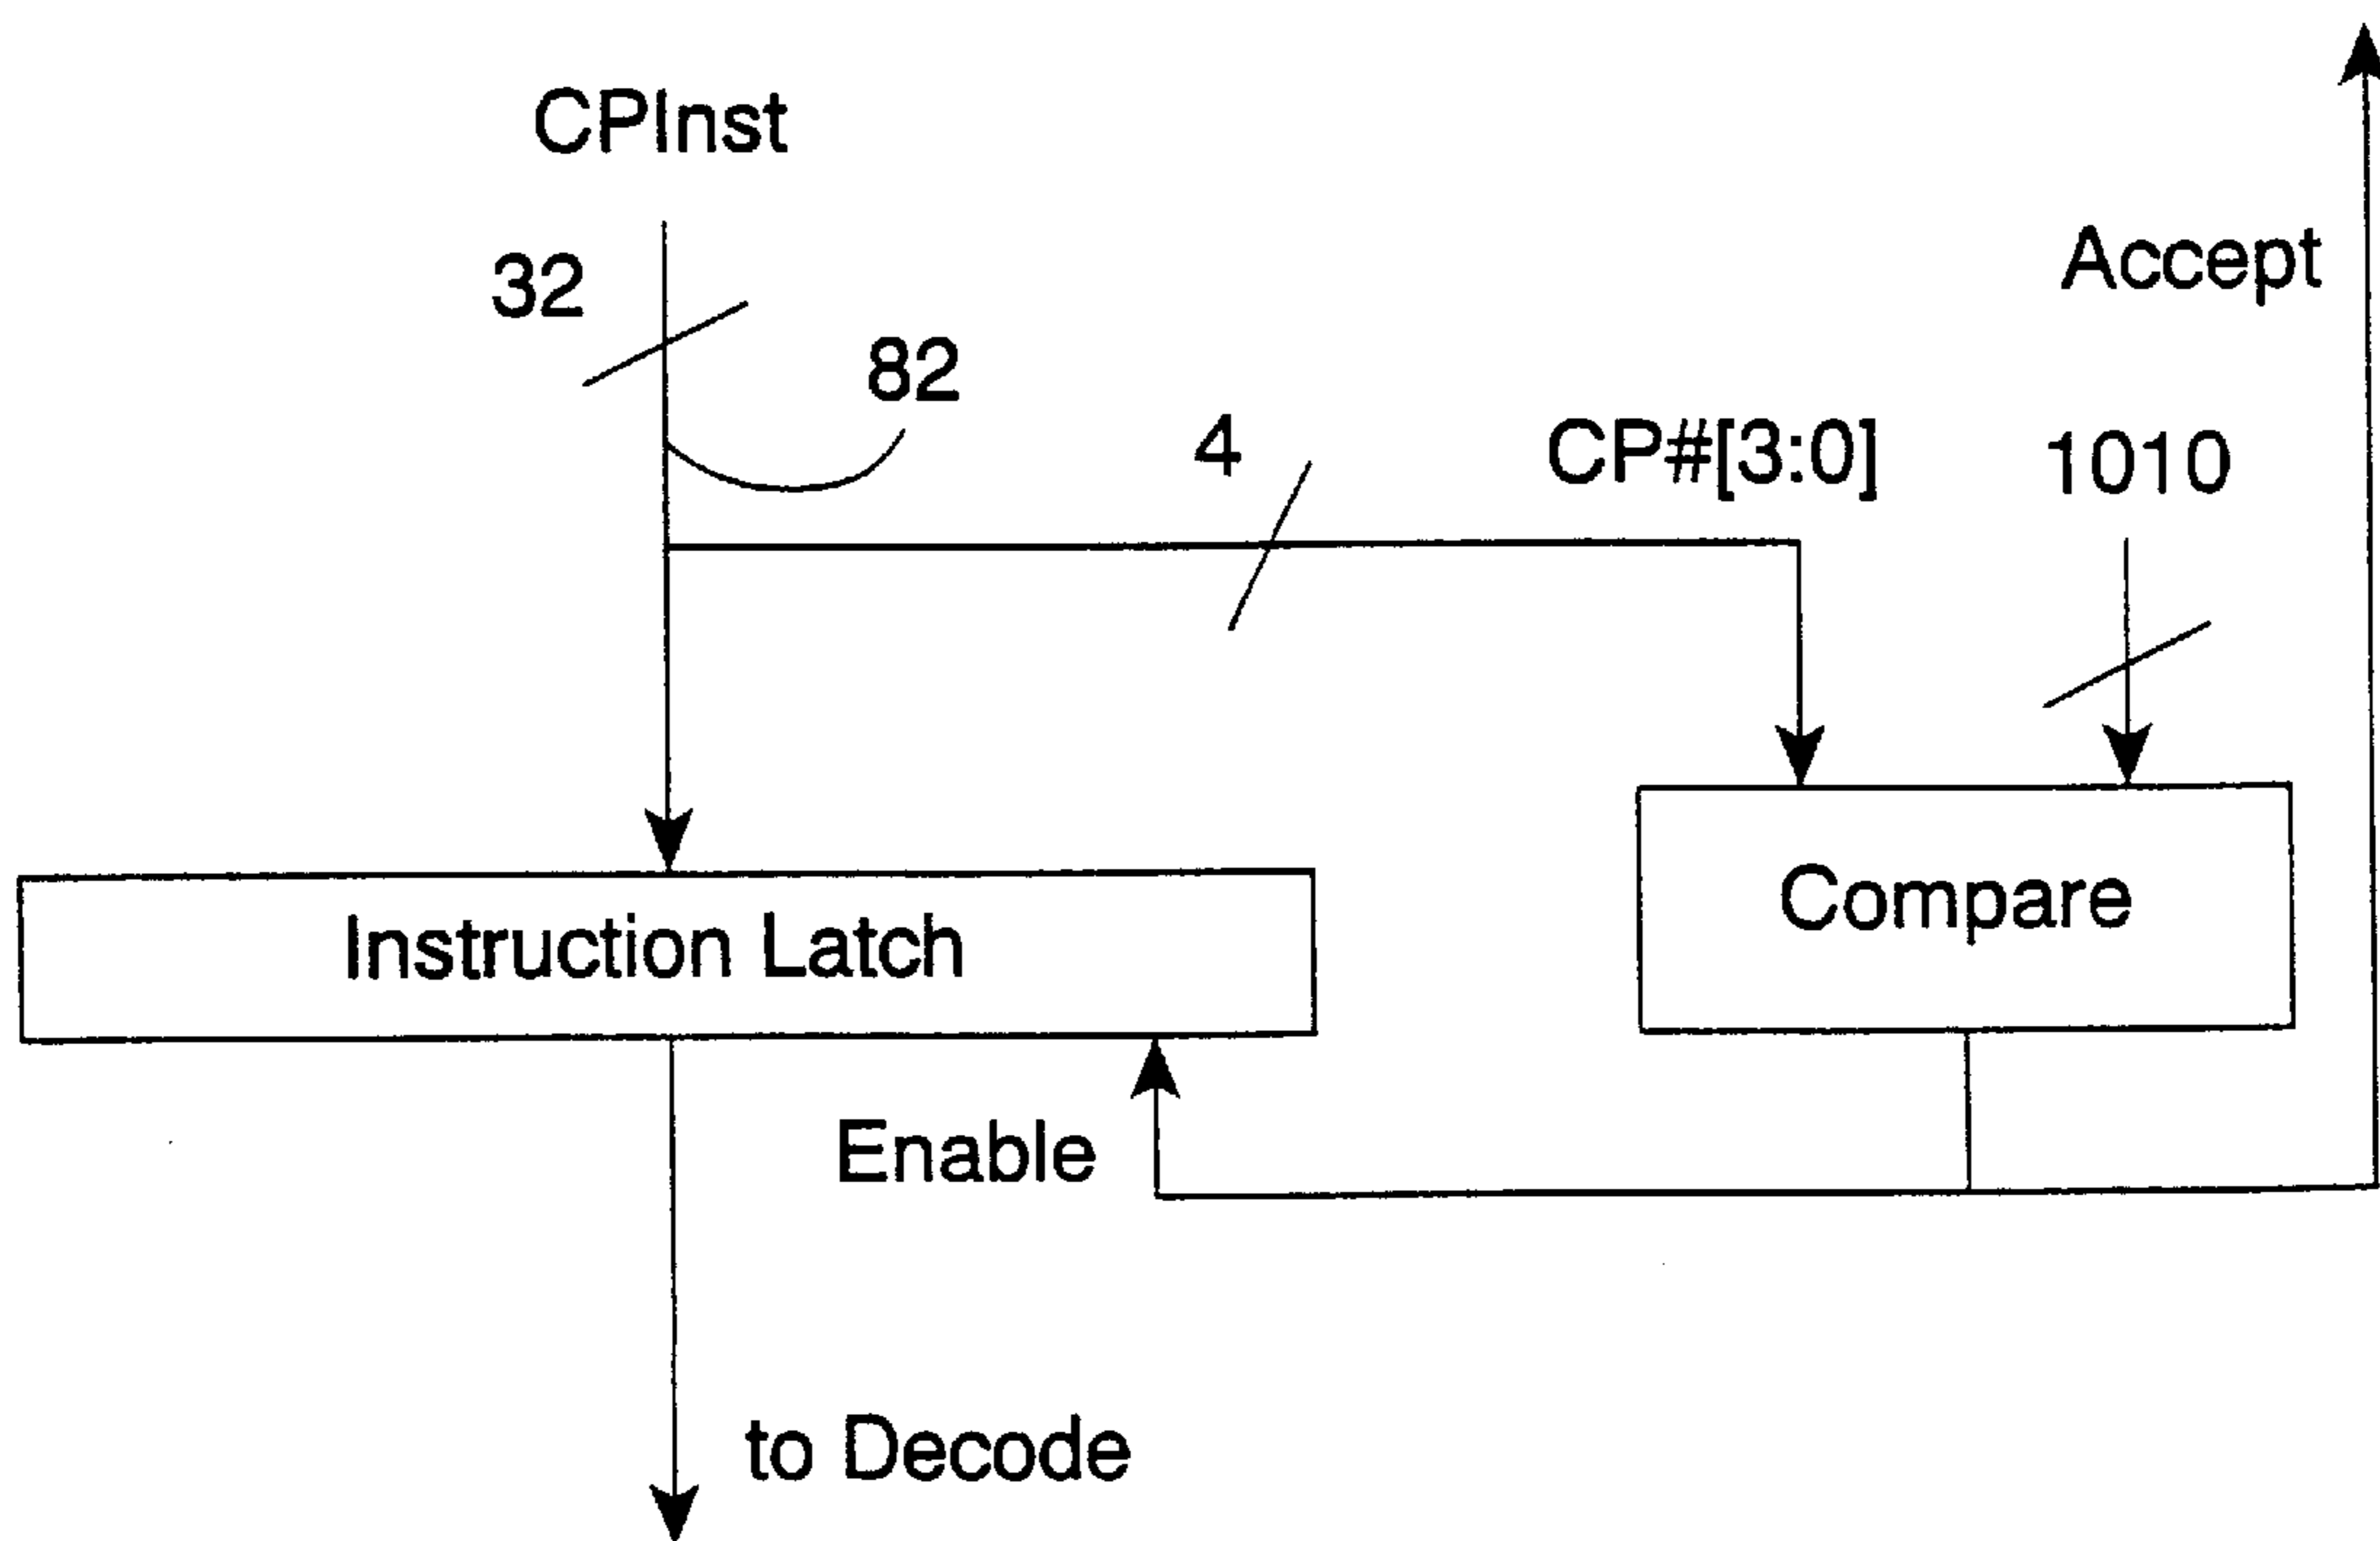 CPInst
32
Accept
82
4
CP#[3:0]
1010
Compare
Instruction Latch
Enable
to Decode